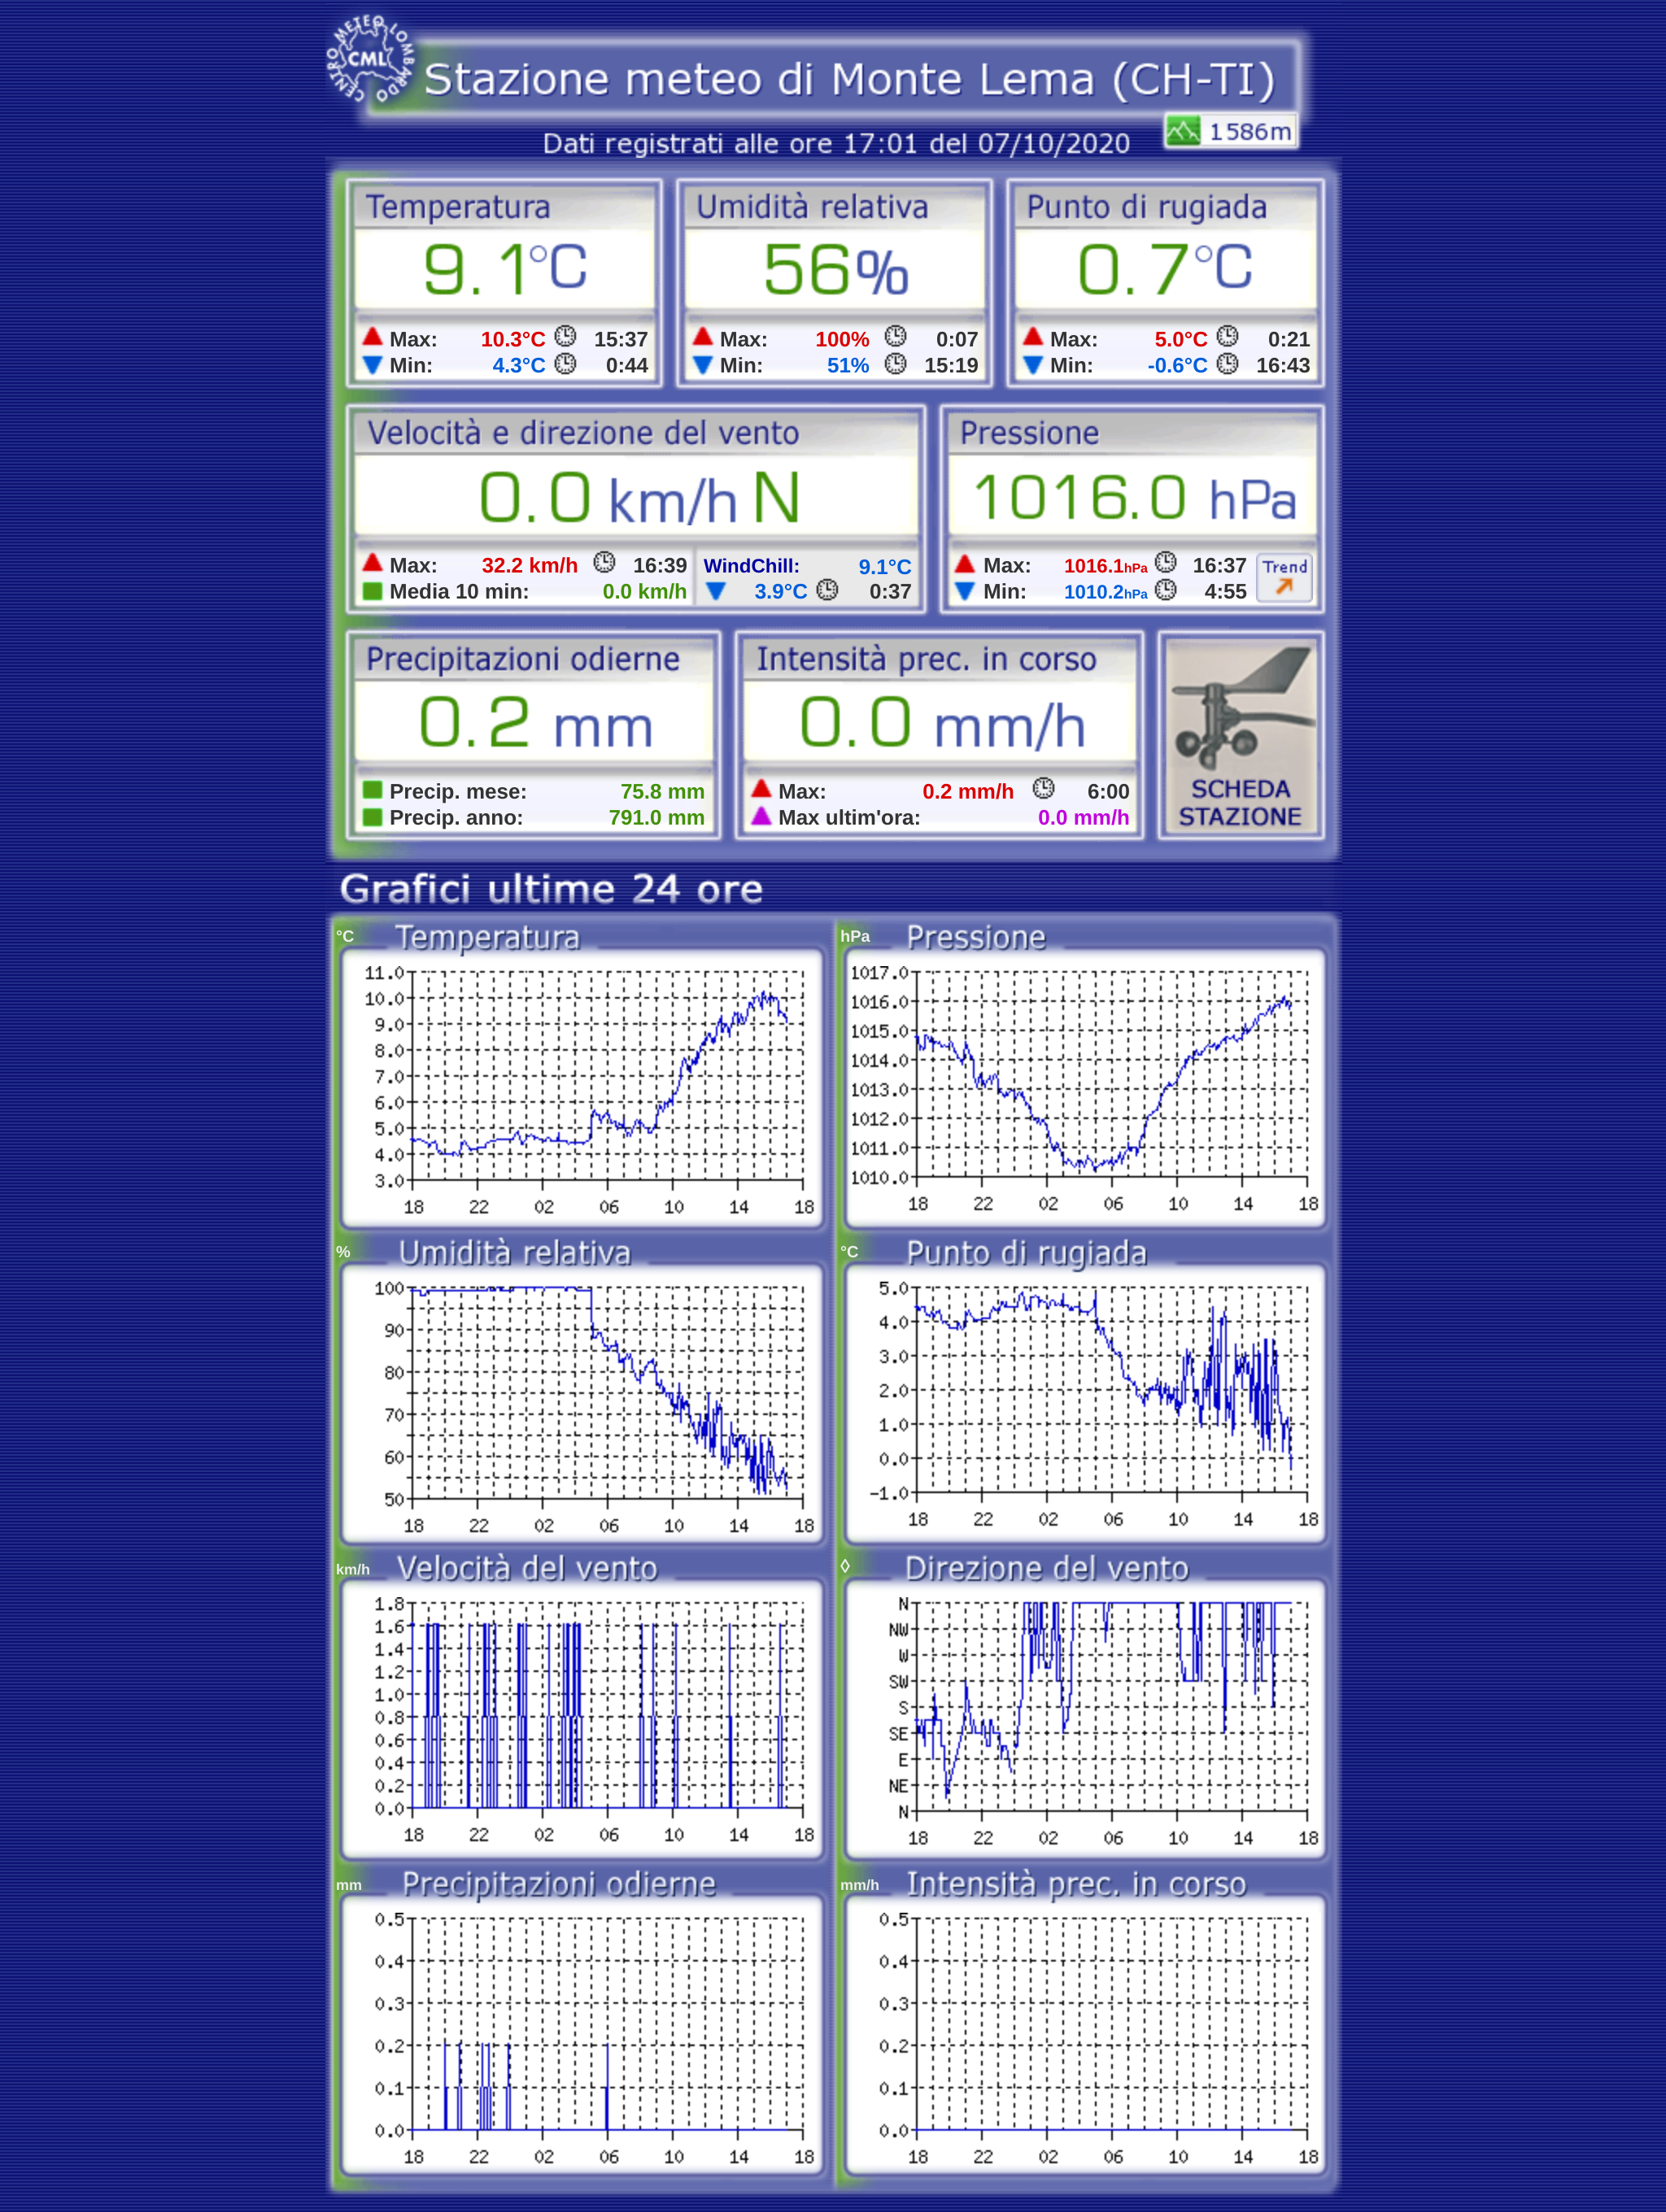 CENTRO METEO LOMBARDO
CML
Stazione meteo di Monte Lema (CH-TI)
1586m
Dati registrati alle ore 17:01 del 07/10/2020
Temperatura Umidità relativa Punto di rugiada
9.1°C 56% 0.7°C
Max: 10.3°C 15:37 Max: 100% 0:07 Max: 5.0°C 0:21
Min: 4.3°C 0:44 Min: 51% 15:19 Min: -0.6°C 16:43
Velocità e direzione del vento Pressione
0.0 km/h N 1016.0 hPa
Max: 32.2 km/h 16:39 WindChill: 9.1°C Max: 1016.1hPa 16:37 Trend
Media 10 min: 0.0 km/h 3.9°C 0:37 Min: 1010.2hPa 4:55
Precipitazioni odierne Intensità prec. in corso
0.2 mm 0.0 mm/h
Precip. mese: 75.8 mm Max: 0.2 mm/h 6:00 SCHEDA
Precip. anno: 791.0 mm Max ultim'ora: 0.0 mm/h STAZIONE
Grafici ultime 24 ore
°C Temperatura
11.0
10.0
9.0
8.0
7.0
6.0
5.0
4.0
3.0
18 22 02 06 10 14 18
hPa Pressione
1017.0
1016.0
1015.0
1014.0
1013.0
1012.0
1011.0
1010.0
18 22 02 06 10 14 18
% Umidità relativa
100
90
80
70
60
50
18 22 02 06 10 14 18
°C Punto di rugiada
5.0
4.0
3.0
2.0
1.0
0.0
-1.0
18 22 02 06 10 14 18
km/h Velocità del vento
1.8
1.6
1.4
1.2
1.0
0.8
0.6
0.4
0.2
0.0
18 22 02 06 10 14 18
◊ Direzione del vento
N
NW
W
SW
S
SE
E
NE
N
18 22 02 06 10 14 18
mm Precipitazioni odierne
0.5
0.4
0.3
0.2
0.1
0.0
18 22 02 06 10 14 18
mm/h Intensità prec. in corso
0.5
0.4
0.3
0.2
0.1
0.0
18 22 02 06 10 14 18